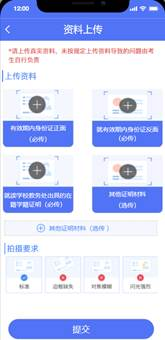 12:00
资料上传
*请上传真实资料，未按规定上传资料导致的问题由考生自行负责
上传资料
有效期内身份证正面
（必传）
就有效期内身份证反面
（必传）
就读学校教务处出具的在籍学籍证明（必传）
其他证明材料
（选传）
其他证明材料（选传）
拍摄要求
标准
边框缺失
对焦模糊
闪光强烈
提交